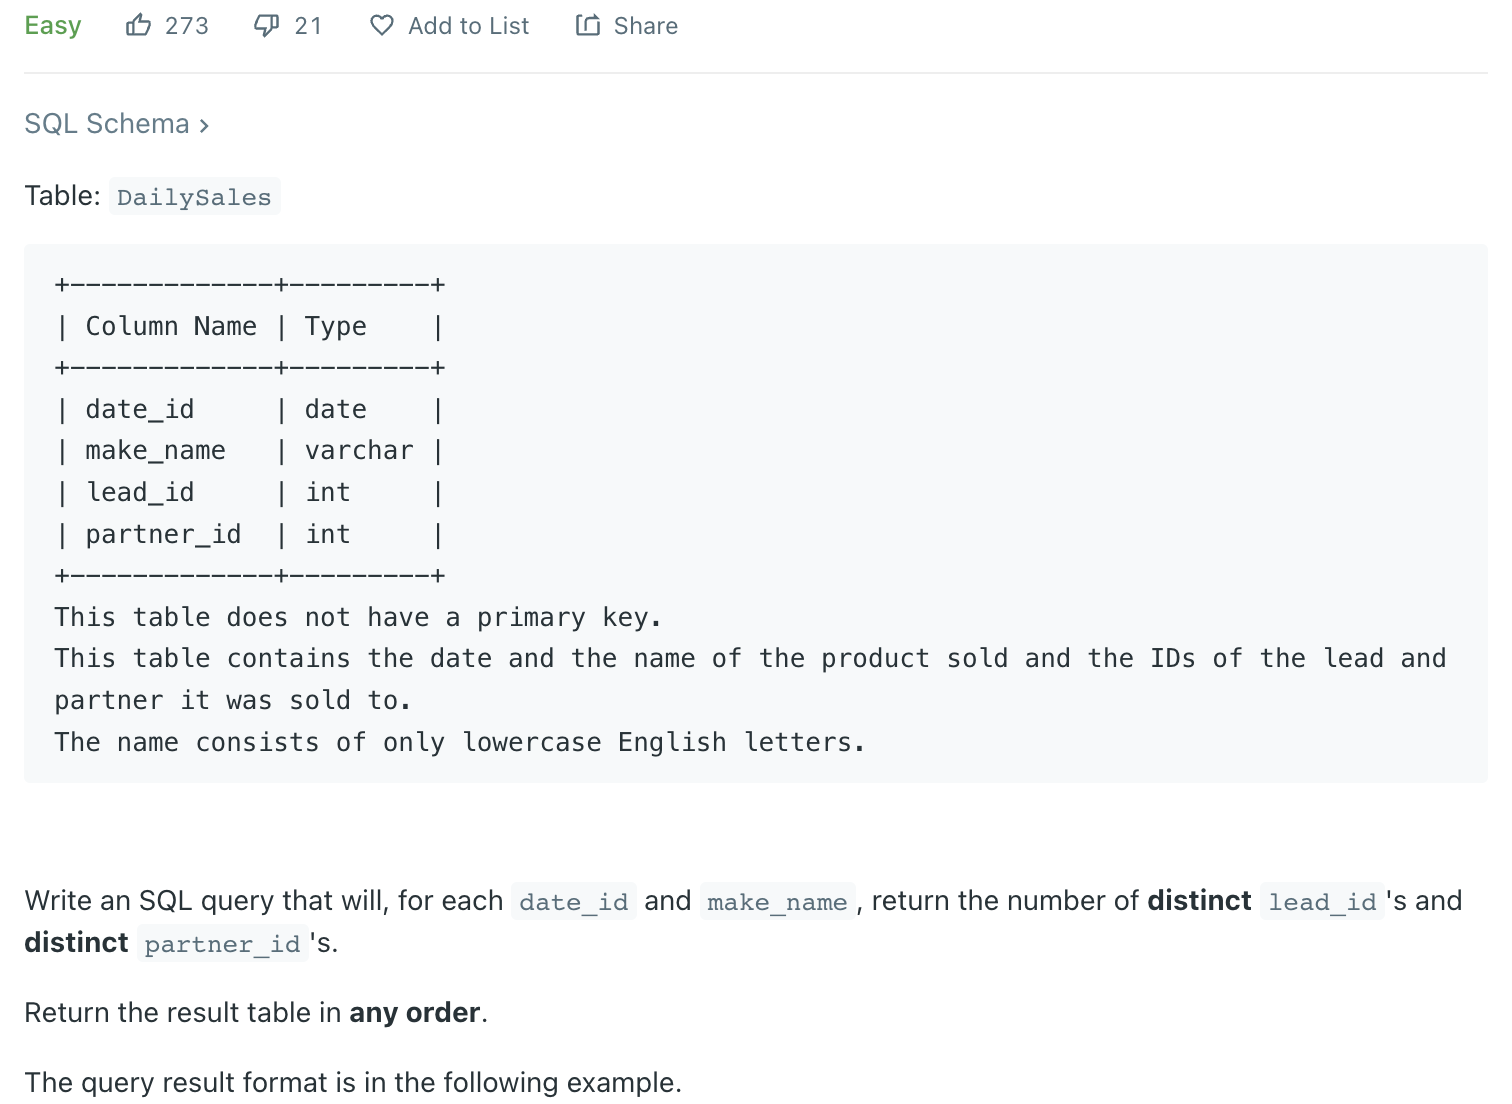 Easy 273 21 Add to List Share
SQL Schema >
Table: DailySales
+-------------+---------+
| Column Name | Type    |
+-------------+---------+
| date_id     | date    |
| make_name   | varchar |
| lead_id     | int     |
| partner_id  | int     |
+-------------+---------+
This table does not have a primary key.
This table contains the date and the name of the product sold and the IDs of the lead and
partner it was sold to.
The name consists of only lowercase English letters.
Write an SQL query that will, for each date_id and make_name, return the number of distinct lead_id's and
distinct partner_id's.
Return the result table in any order.
The query result format is in the following example.